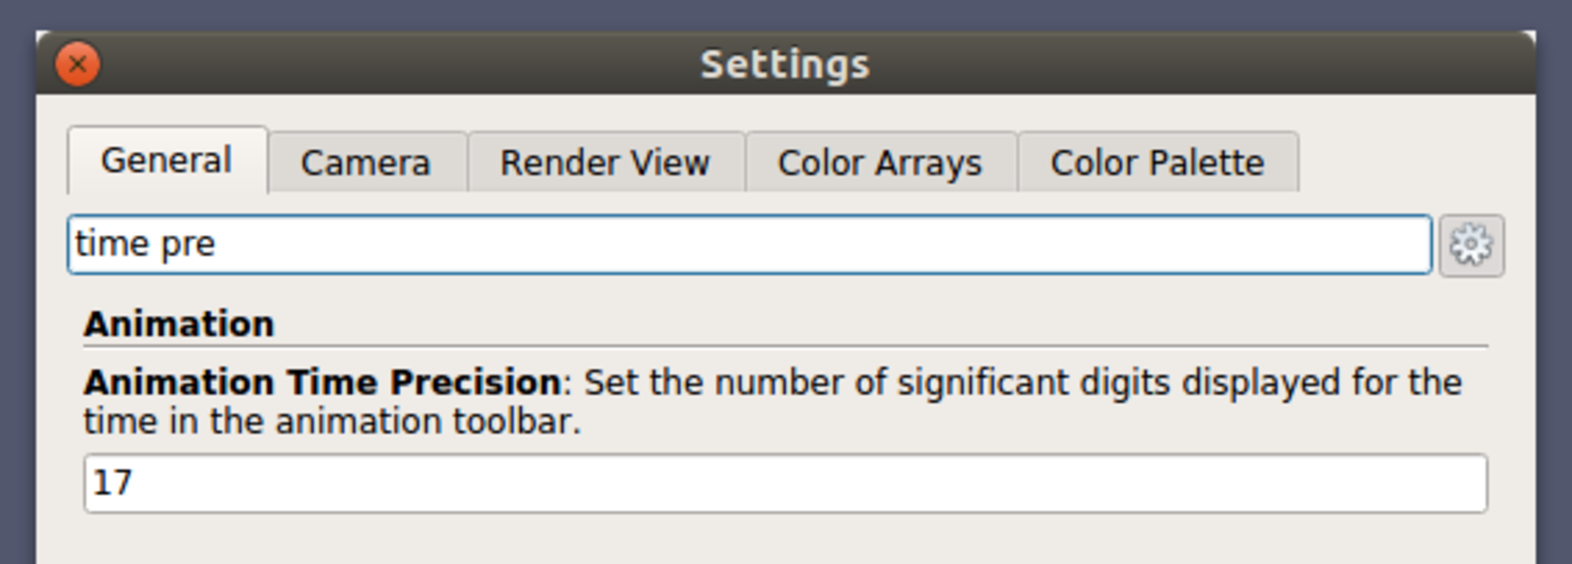 Settings
General Camera Render View Color Arrays Color Palette
time pre
Animation
Animation Time Precision: Set the number of significant digits displayed for the
time in the animation toolbar.
17